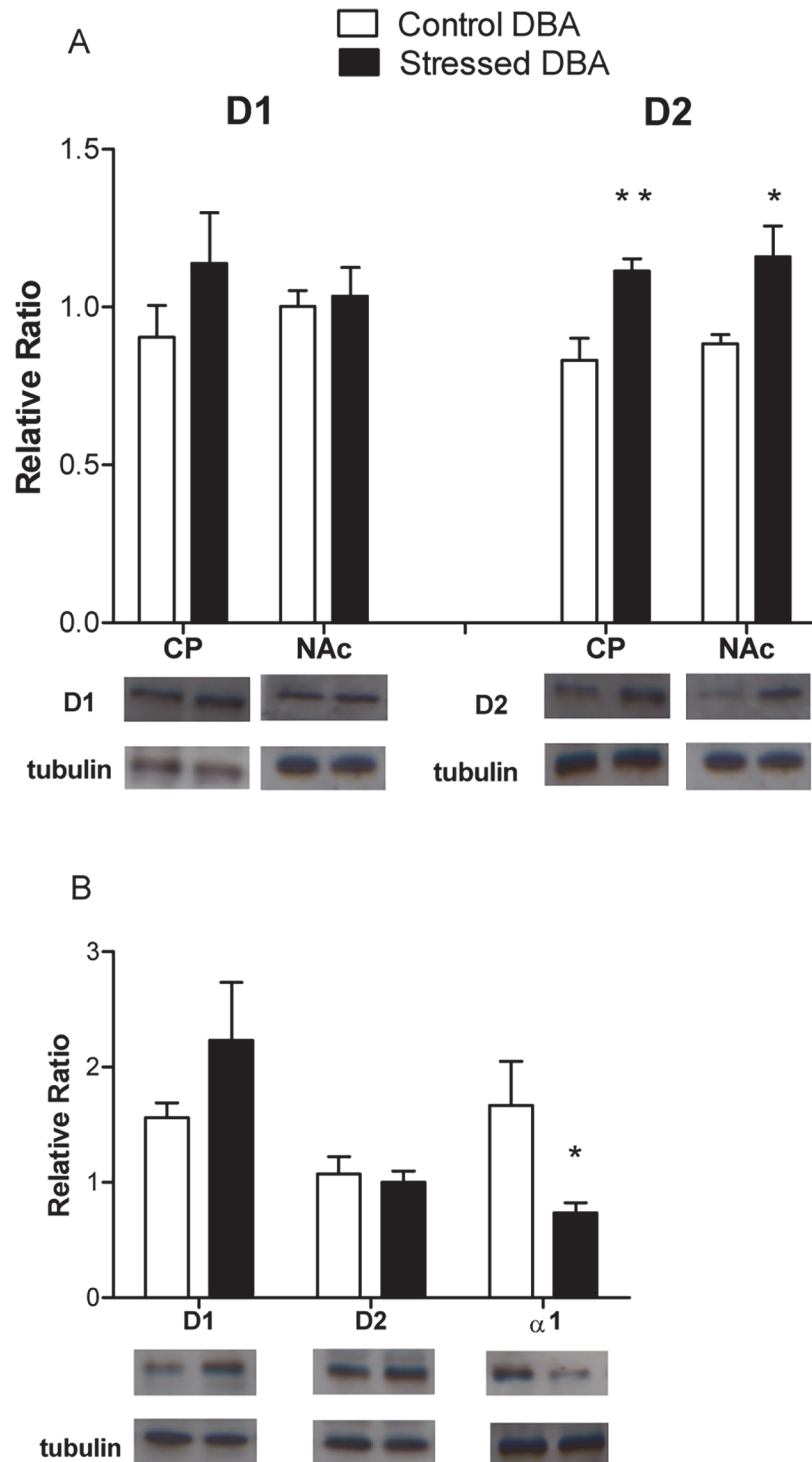 A
Control DBA
Stressed DBA
D1 D2
Relative Ratio
1.5
1.0
0.5
0.0
** *
CP NAc CP NAc
D1 D2
tubulin tubulin
B
Relative Ratio
3
2
1
0
*
D1 D2 α1
tubulin